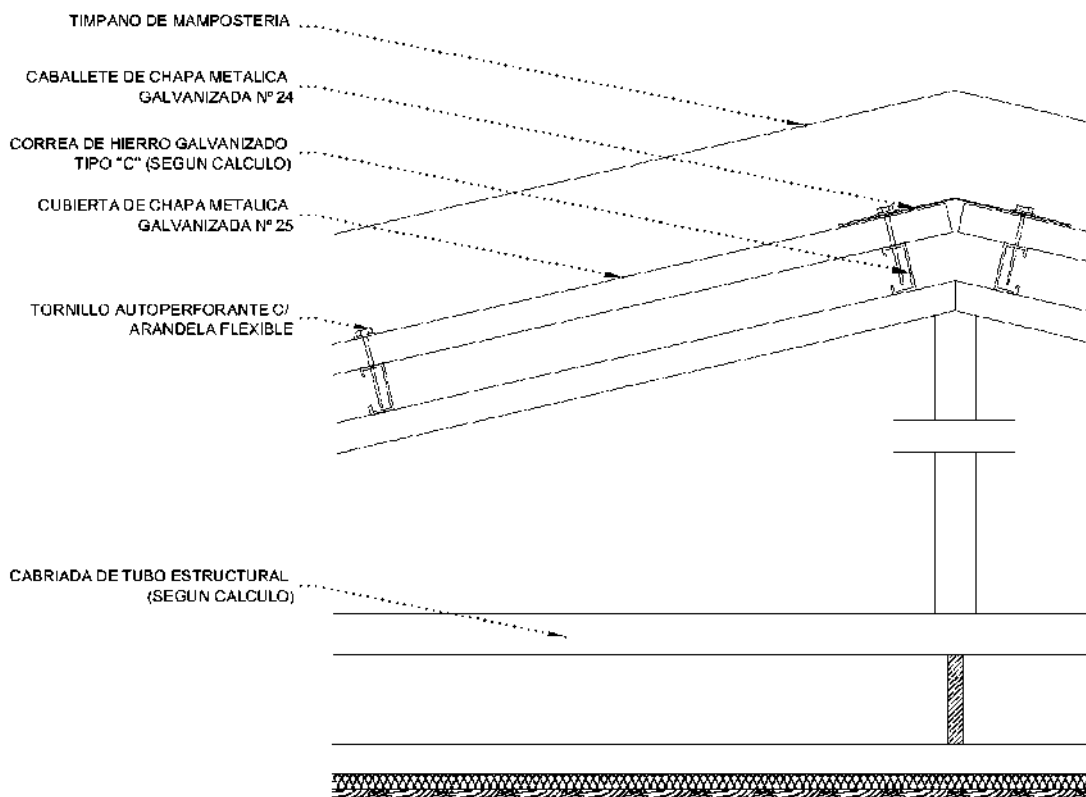 TIMPANO DE MAMPOSTERIA
CABALLETE DE CHAPA METALICA
GALVANIZADA Nº 24
CORREA DE HIERRO GALVANIZADO
TIPO "C" (SEGUN CALCULO)
CUBIERTA DE CHAPA METALICA
GALVANIZADA Nº 25
TORNILLO AUTOPERFORANTE C/
ARANDELA FLEXIBLE
CABRIADA DE TUBO ESTRUCTURAL
(SEGUN CALCULO)